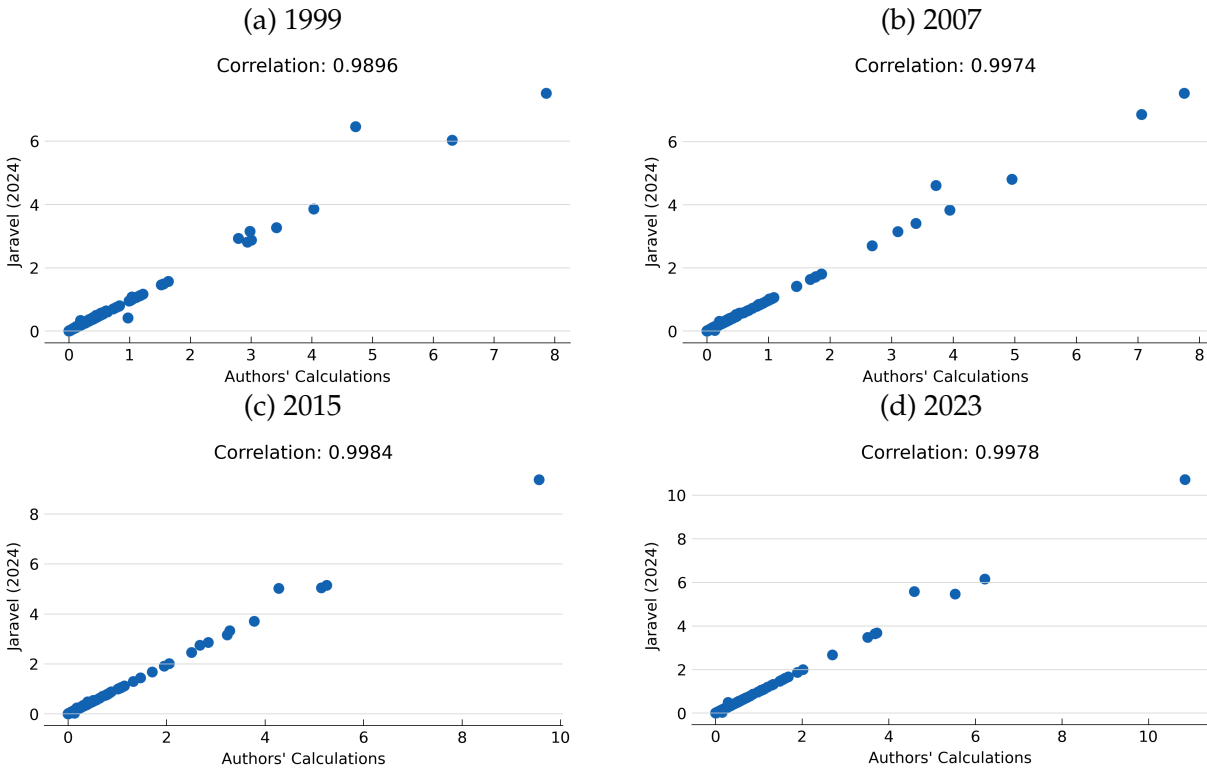 (a) 1999
Correlation: 0.9896
Jaravel (2024)
6
4
2
0
0 1 2 3 4 5 6 7 8
Authors' Calculations
(b) 2007
Correlation: 0.9974
Jaravel (2024)
6
4
2
0
0 1 2 3 4 5 6 7 8
Authors' Calculations
(c) 2015
Correlation: 0.9984
Jaravel (2024)
8
6
4
2
0
0 2 4 6 8 10
Authors' Calculations
(d) 2023
Correlation: 0.9978
Jaravel (2024)
10
8
6
4
2
0
0 2 4 6 8 10
Authors' Calculations